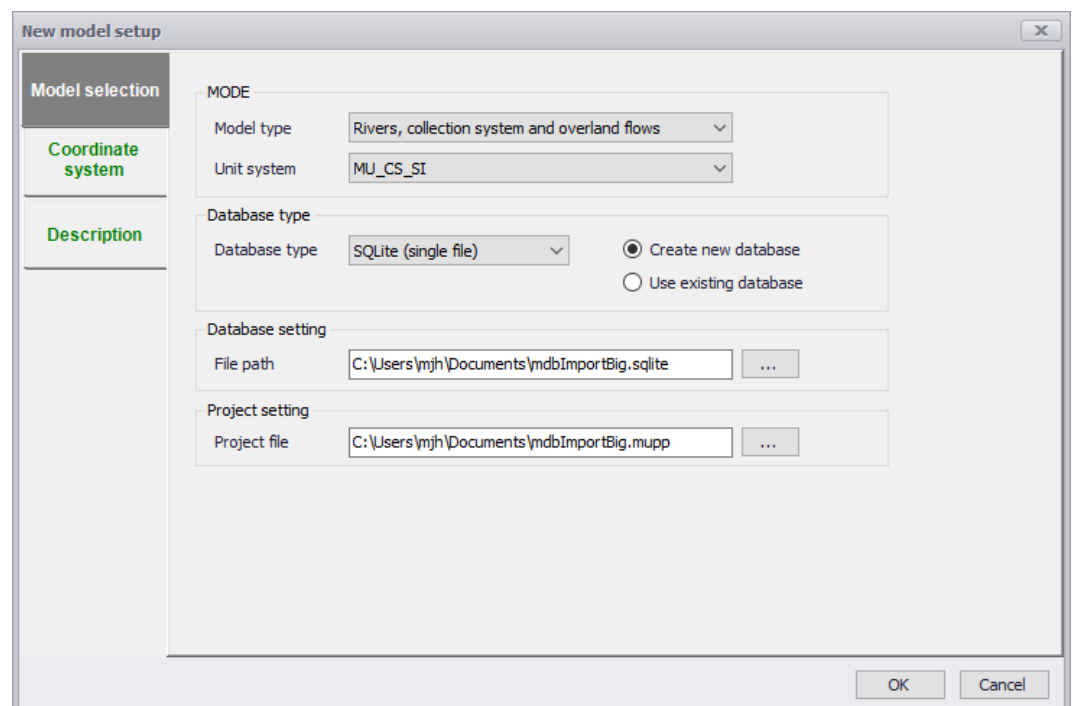 New model setup
Model selection
Coordinate
system
Description
MODE
Model type Rivers, collection system and overland flows
Unit system MU_CS_SI
Database type
Database type SQLite (single file) Create new database
Use existing database
Database setting
File path C:\Users\mjh\Documents\mdbImportBig.sqlite ...
Project setting
Project file C:\Users\mjh\Documents\mdbImportBig.mupp ...
OK Cancel